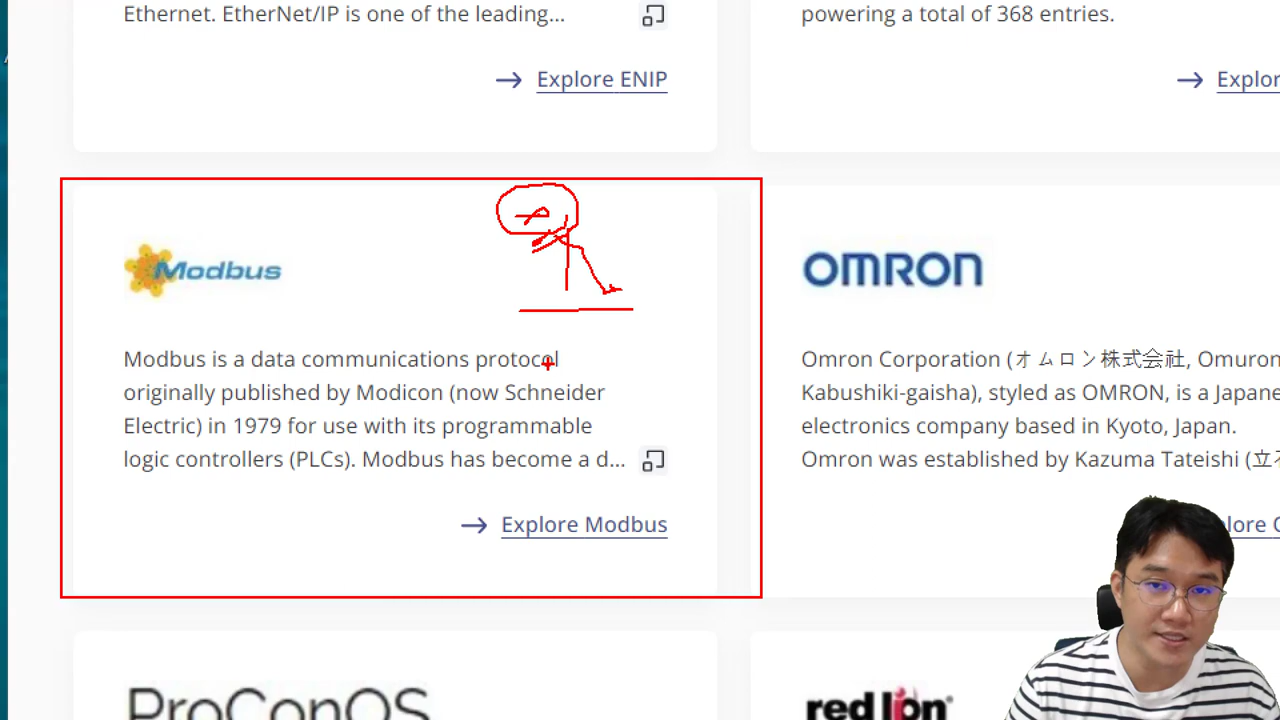 Ethernet. EtherNet/IP is one of the leading...
Explore ENIP
powering a total of 368 entries.
Modbus
Modbus is a data communications protocol
originally published by Modicon (now Schneider
Electric) in 1979 for use with its programmable
logic controllers (PLCs). Modbus has become a d...
Explore Modbus
OMRON
Omron Corporation (オムロン株式会社, Omuron
Kabushiki-gaisha), styled as OMRON, is a Japane
electronics company based in Kyoto, Japan.
Omron was established by Kazuma Tateishi (立
ProConOS
red lion